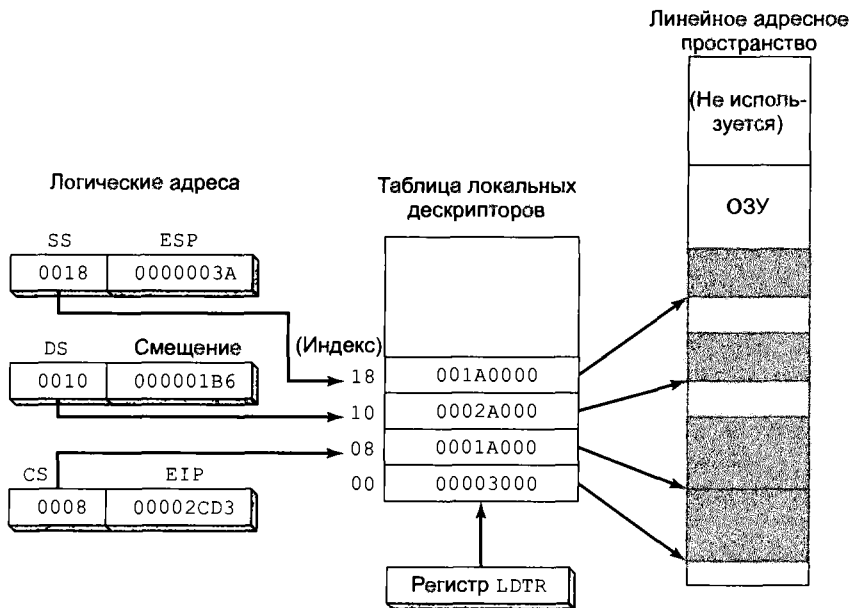 Линейное адресное
пространство
(Не исполь-
зуется)
Логические адреса
Таблица локальных
дескрипторов
ОЗУ
SS ESP
0018 0000003A
(Индекс)
DS Смещение
0010 000001B6
18 001A0000
10 0002A000
08 0001A000
00 00003000
CS EIP
0008 00002CD3
Регистр LDTR